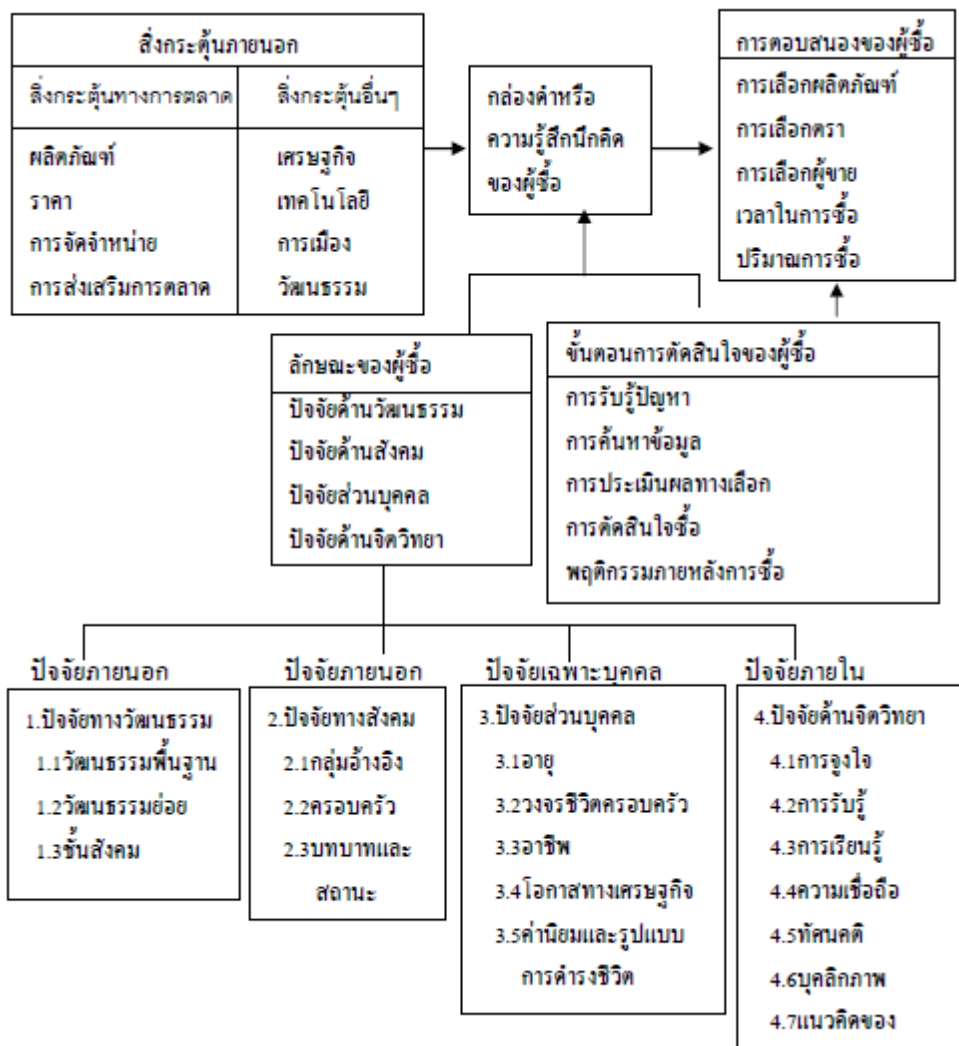 สิ่งกระตุ้นภายนอก
สิ่งกระตุ้นทางการตลาด
ผลิตภัณฑ์
ราคา
การจัดจำหน่าย
การส่งเสริมการตลาด
สิ่งกระตุ้นอื่นๆ
เศรษฐกิจ
เทคโนโลยี
การเมือง
วัฒนธรรม
กล่องดำหรือ
ความรู้สึกนึกคิด
ของผู้ซื้อ
การตอบสนองของผู้ซื้อ
การเลือกผลิตภัณฑ์
การเลือกตรา
การเลือกผู้ขาย
เวลาในการซื้อ
ปริมาณการซื้อ
ลักษณะของผู้ซื้อ
ปัจจัยด้านวัฒนธรรม
ปัจจัยด้านสังคม
ปัจจัยส่วนบุคคล
ปัจจัยด้านจิตวิทยา
ขั้นตอนการตัดสินใจของผู้ซื้อ
การรับรู้ปัญหา
การค้นหาข้อมูล
การประเมินผลทางเลือก
การตัดสินใจซื้อ
พฤติกรรมภายหลังการซื้อ
ปัจจัยภายนอก
1.ปัจจัยทางวัฒนธรรม
1.1วัฒนธรรมพื้นฐาน
1.2วัฒนธรรมย่อย
1.3ชั้นสังคม
ปัจจัยภายนอก
2.ปัจจัยทางสังคม
2.1กลุ่มอ้างอิง
2.2ครอบครัว
2.3บทบาทและ
สถานะ
ปัจจัยเฉพาะบุคคล
3.ปัจจัยส่วนบุคคล
3.1อายุ
3.2วงจรชีวิตครอบครัว
3.3อาชีพ
3.4โอกาสทางเศรษฐกิจ
3.5ค่านิยมและรูปแบบ
การดำรงชีวิต
ปัจจัยภายใน
4.ปัจจัยด้านจิตวิทยา
4.1การจูงใจ
4.2การรับรู้
4.3การเรียนรู้
4.4ความเชื่อถือ
4.5ทัศนคติ
4.6บุคลิกภาพ
4.7แนวคิดของ